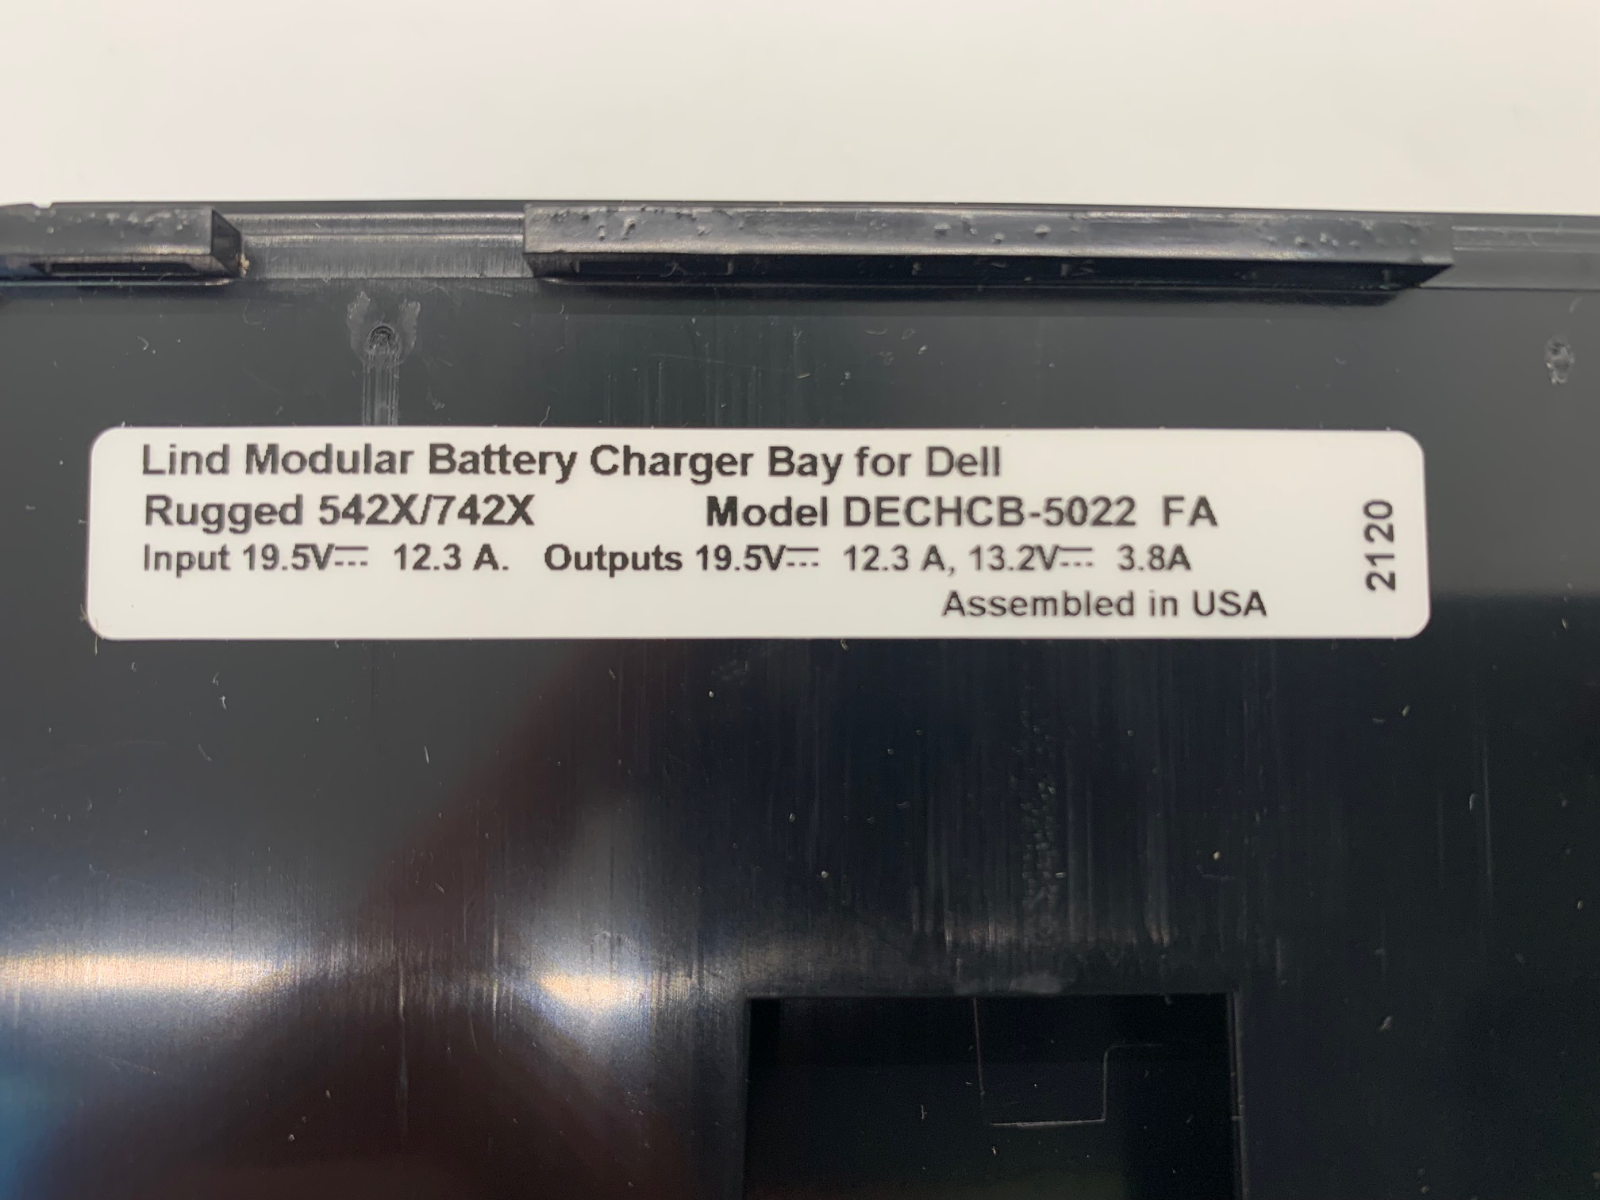 Lind Modular Battery Charger Bay for Dell
Rugged 542X/742X Model DECHCB-5022 FA
Input 19.5V⎓ 12.3 A. Outputs 19.5V⎓ 12.3 A, 13.2V⎓ 3.8A
Assembled in USA
2120